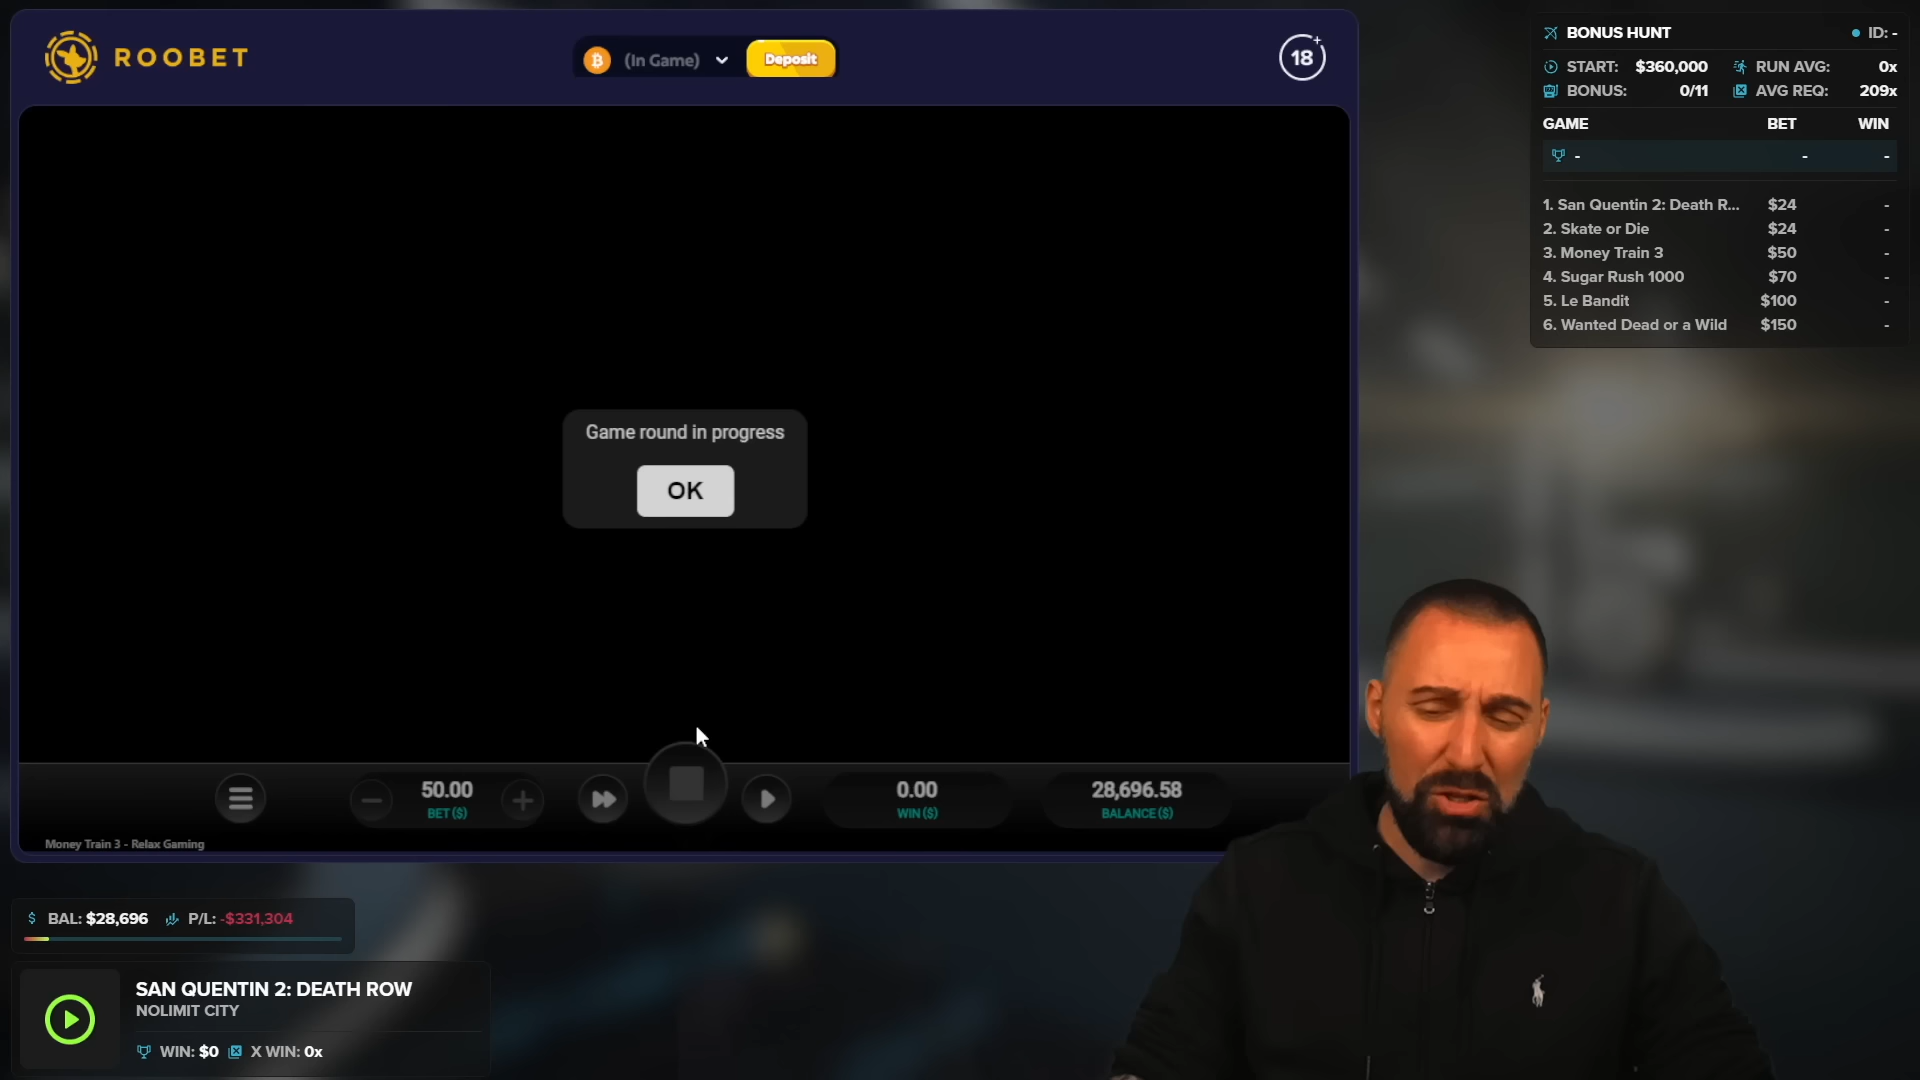 ROOBET
(In Game)
Deposit
18+
BONUS HUNT
ID: -
START: $360,000
RUN AVG: 0x
BONUS: 0/11
AVG REQ: 209x
GAME BET WIN
- - -
1. San Quentin 2: Death R... $24 -
2. Skate or Die $24 -
3. Money Train 3 $50 -
4. Sugar Rush 1000 $70 -
5. Le Bandit $100 -
6. Wanted Dead or a Wild $150 -
Game round in progress
OK
50.00
BET ($)
0.00
WIN ($)
28,696.58
BALANCE ($)
Money Train 3 - Relax Gaming
$ BAL: $28,696 P/L: -$331,304
SAN QUENTIN 2: DEATH ROW
NOLIMIT CITY
WIN: $0 X WIN: 0x